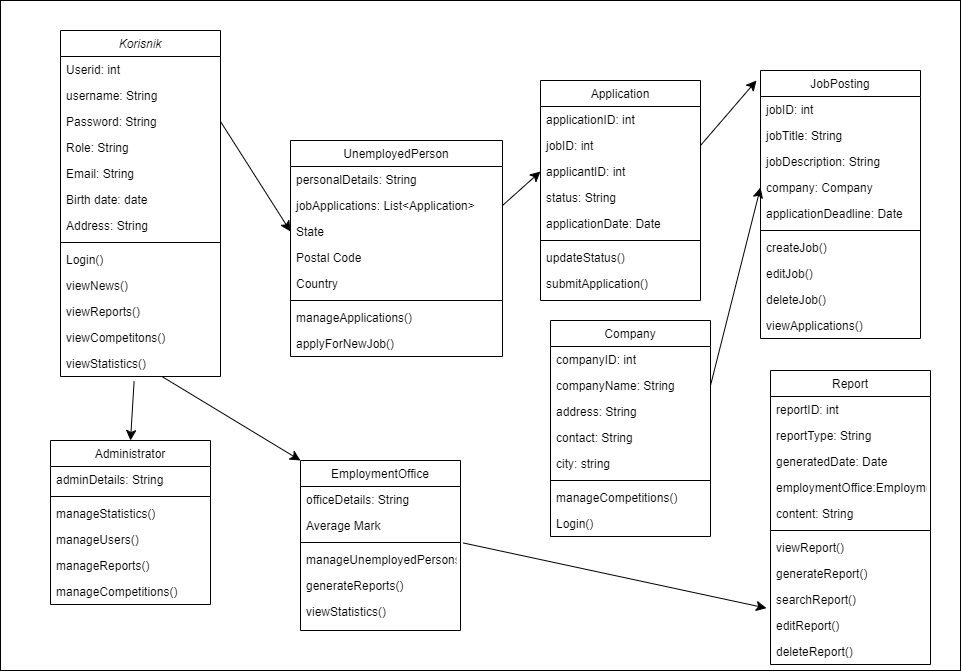 Korisnik
Userid: int
username: String
Password: String
Role: String
Email: String
Birth date: date
Address: String
Login()
viewNews()
viewReports()
viewCompetitons()
viewStatistics()
UnemployedPerson
personalDetails: String
jobApplications: List<Application>
State
Postal Code
Country
manageApplications()
applyForNewJob()
Application
applicationID: int
jobID: int
applicantID: int
status: String
applicationDate: Date
updateStatus()
submitApplication()
JobPosting
jobID: int
jobTitle: String
jobDescription: String
company: Company
applicationDeadline: Date
createJob()
editJob()
deleteJob()
viewApplications()
Company
companyID: int
companyName: String
address: String
contact: String
city: string
manageCompetitions()
Login()
Report
reportID: int
reportType: String
generatedDate: Date
employmentOffice:Employm
content: String
viewReport()
generateReport()
searchReport()
editReport()
deleteReport()
Administrator
adminDetails: String
manageStatistics()
manageUsers()
manageReports()
manageCompetitions()
EmploymentOffice
officeDetails: String
Average Mark
manageUnemployedPerson
generateReports()
viewStatistics()